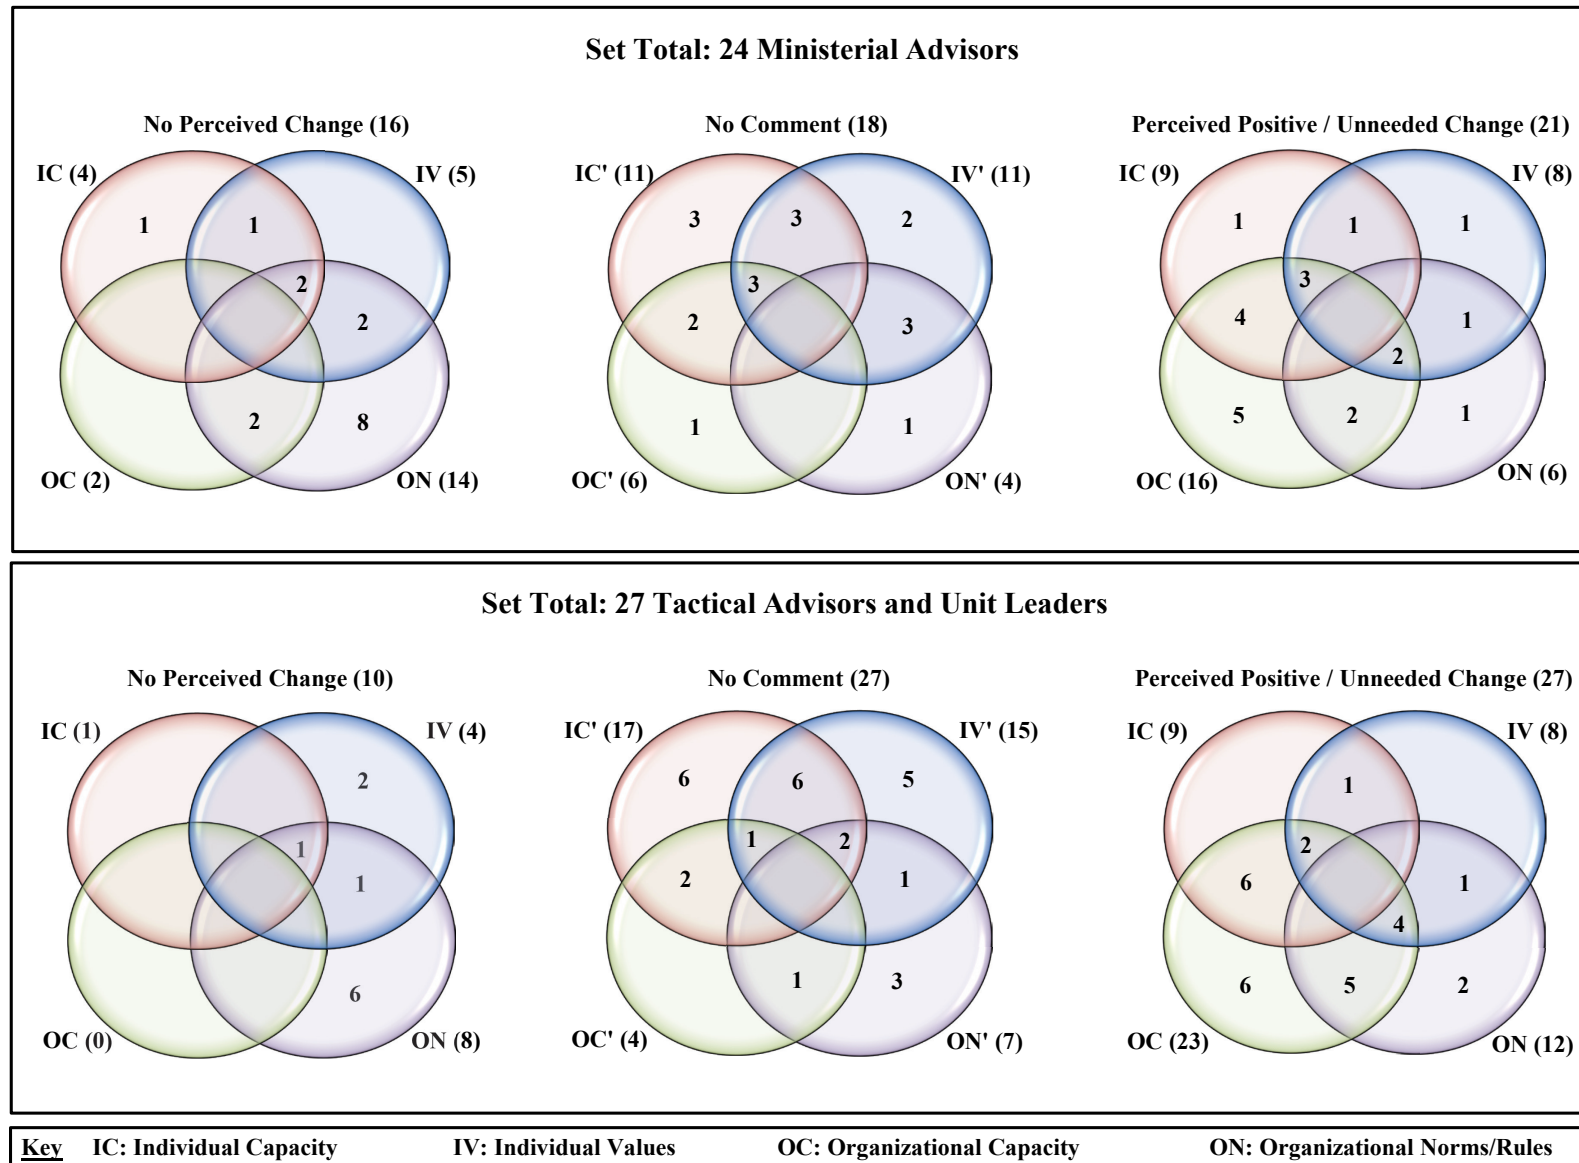 Set Total: 24 Ministerial Advisors
No Perceived Change (16)
IC (4)
IV (5)
1
1
2
2
2
8
OC (2)
ON (14)
No Comment (18)
IC' (11)
IV' (11)
3
3
2
3
2
3
1
1
OC' (6)
ON' (4)
Perceived Positive / Unneeded Change (21)
IC (9)
IV (8)
1
1
1
3
4
1
2
5
2
1
OC (16)
ON (6)
Set Total: 27 Tactical Advisors and Unit Leaders
No Perceived Change (10)
IC (1)
IV (4)
2
1
1
6
OC (0)
ON (8)
No Comment (27)
IC' (17)
IV' (15)
6
6
5
1
2
2
1
1
3
OC' (4)
ON' (7)
Perceived Positive / Unneeded Change (27)
IC (9)
IV (8)
1
2
6
1
4
6
5
2
OC (23)
ON (12)
Key IC: Individual Capacity IV: Individual Values OC: Organizational Capacity ON: Organizational Norms/Rules